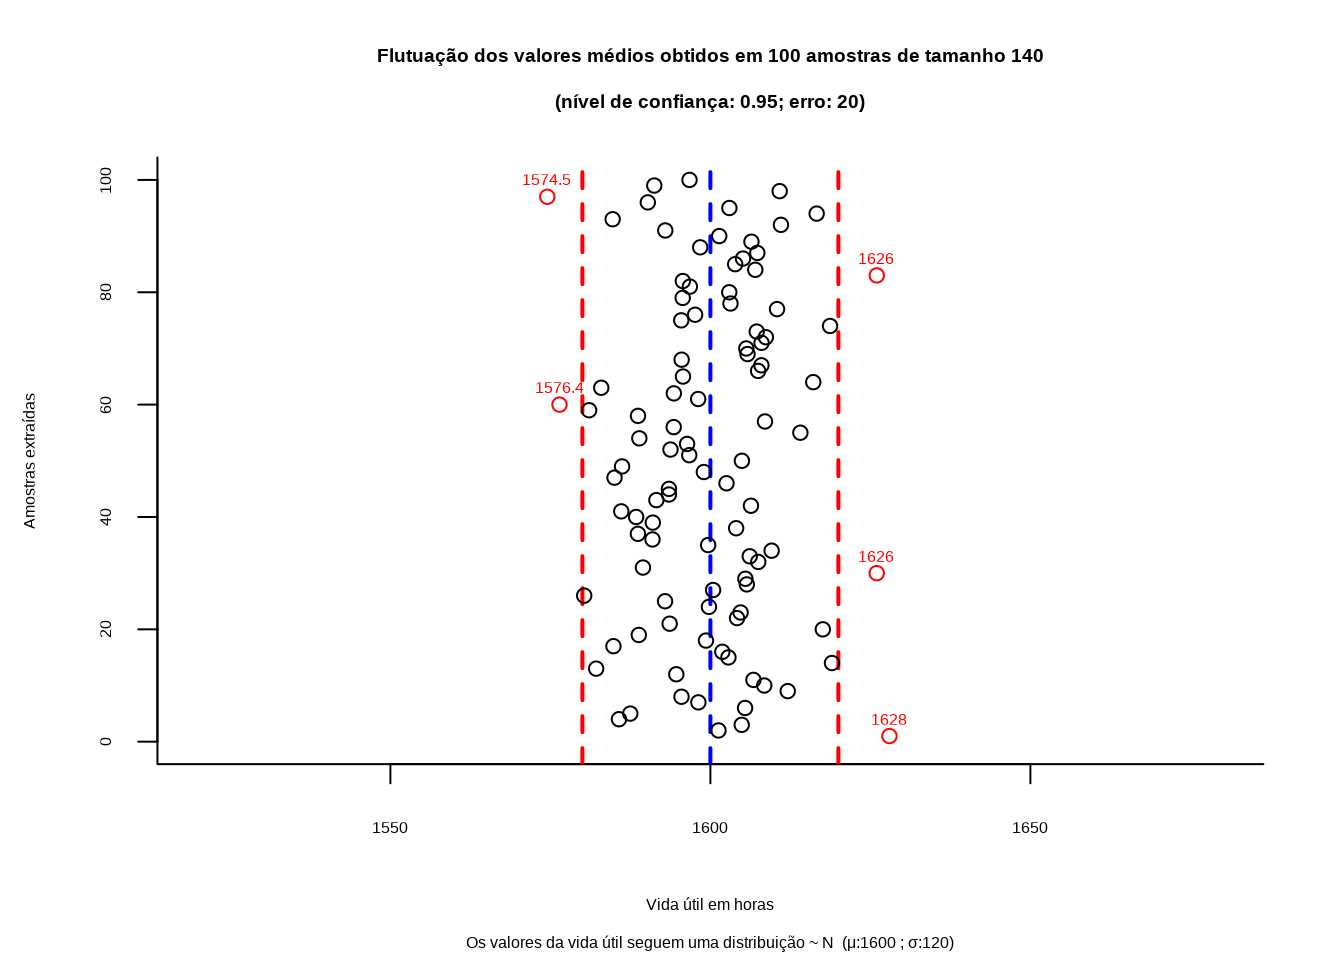 Flutuação dos valores médios obtidos em 100 amostras de tamanho 140
(nível de confiança: 0.95; erro: 20)
100
80
60
40
20
0
Amostras extraídas
1574.5
1626
1576.4
1626
1628
1550
1600
1650
Vida útil em horas
Os valores da vida útil seguem uma distribuição ~ N  (μ:1600 ; σ:120)